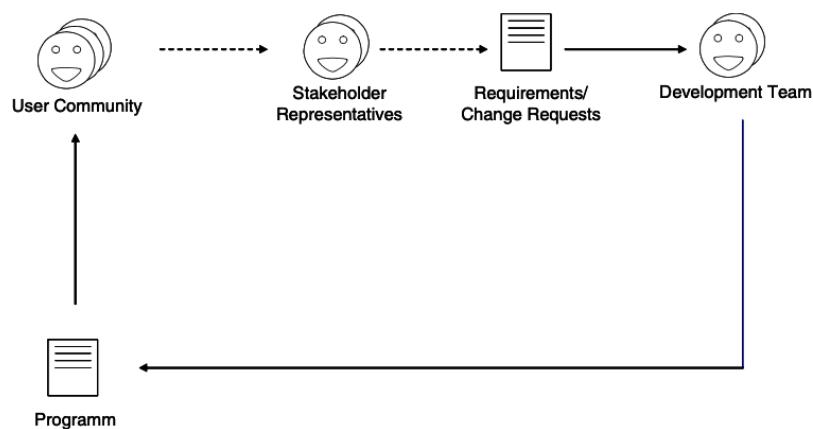 User Community
Stakeholder
Representatives
Requirements/
Change Requests
Development Team
Programm